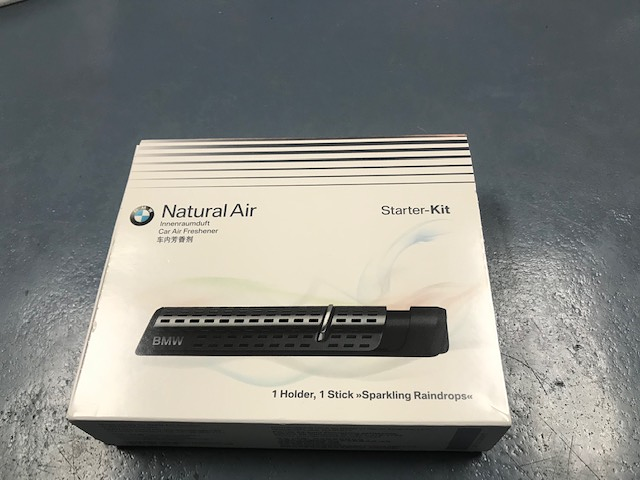 Natural Air
Innenraumduft
Car Air Freshener
车内芳香剂
Starter-Kit
BMW
1 Holder, 1 Stick »Sparkling Raindrops«